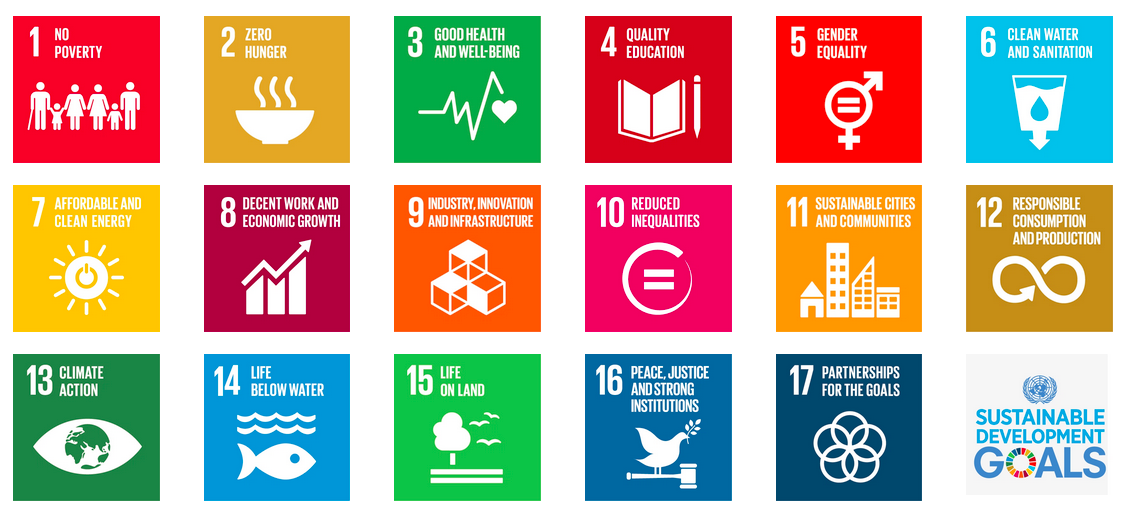 1 NO
POVERTY
2 ZERO
HUNGER
3 GOOD HEALTH
AND WELL-BEING
4 QUALITY
EDUCATION
5 GENDER
EQUALITY
6 CLEAN WATER
AND SANITATION
7 AFFORDABLE AND
CLEAN ENERGY
8 DECENT WORK AND
ECONOMIC GROWTH
9 INDUSTRY, INNOVATION
AND INFRASTRUCTURE
10 REDUCED
INEQUALITIES
11 SUSTAINABLE CITIES
AND COMMUNITIES
12 RESPONSIBLE
CONSUMPTION
AND PRODUCTION
13 CLIMATE
ACTION
14 LIFE
BELOW WATER
15 LIFE
ON LAND
16 PEACE, JUSTICE
AND STRONG
INSTITUTIONS
17 PARTNERSHIPS
FOR THE GOALS
SUSTAINABLE
DEVELOPMENT
GOALS